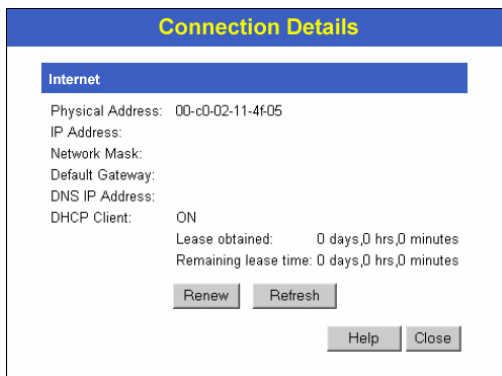 Connection Details
Internet
Physical Address: 00-c0-02-11-4f-05
IP Address:
Network Mask:
Default Gateway:
DNS IP Address:
DHCP Client: ON
Lease obtained: 0 days,0 hrs,0 minutes
Remaining lease time: 0 days,0 hrs,0 minutes
Renew Refresh
Help Close